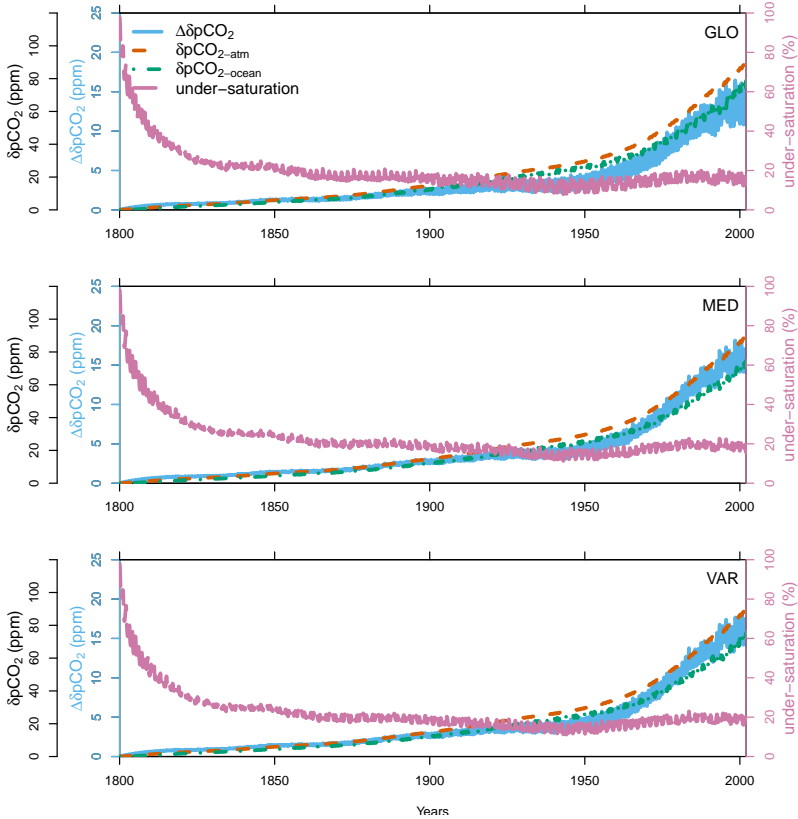 GLO
ΔδpCO₂
δpCO₂₋atm
δpCO₂₋ocean
under−saturation
δpCO₂ (ppm)
0 20 40 60 80 100
ΔδpCO₂ (ppm)
0 5 10 15 20 25
under−saturation (%)
0 20 40 60 80 100
1800 1850 1900 1950 2000
MED
δpCO₂ (ppm)
0 20 40 60 80 100
ΔδpCO₂ (ppm)
0 5 10 15 20 25
under−saturation (%)
0 20 40 60 80 100
1800 1850 1900 1950 2000
VAR
δpCO₂ (ppm)
0 20 40 60 80 100
ΔδpCO₂ (ppm)
0 5 10 15 20 25
under−saturation (%)
0 20 40 60 80 100
1800 1850 1900 1950 2000
Years